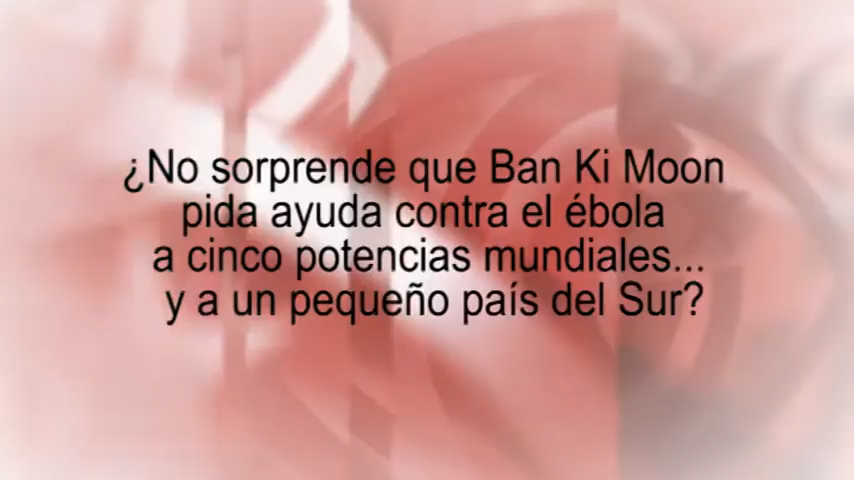 ¿No sorprende que Ban Ki Moon
pida ayuda contra el ébola
a cinco potencias mundiales...
y a un pequeño país del Sur?